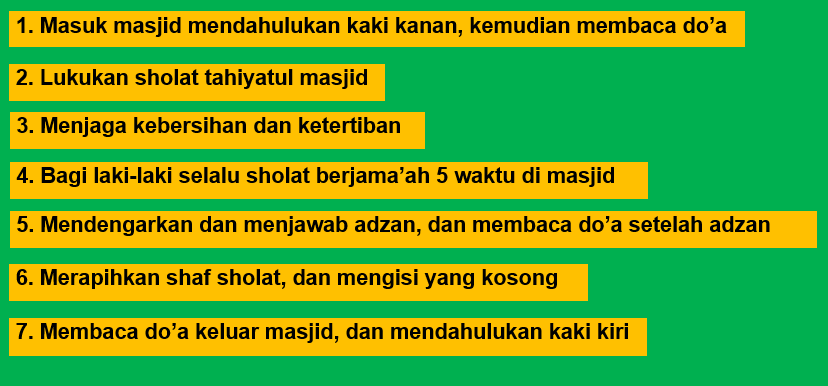 1. Masuk masjid mendahulukan kaki kanan, kemudian membaca do’a
2. Lukukan sholat tahiyatul masjid
3. Menjaga kebersihan dan ketertiban
4. Bagi laki-laki selalu sholat berjama’ah 5 waktu di masjid
5. Mendengarkan dan menjawab adzan, dan membaca do’a setelah adzan
6. Merapihkan shaf sholat, dan mengisi yang kosong
7. Membaca do’a keluar masjid, dan mendahulukan kaki kiri